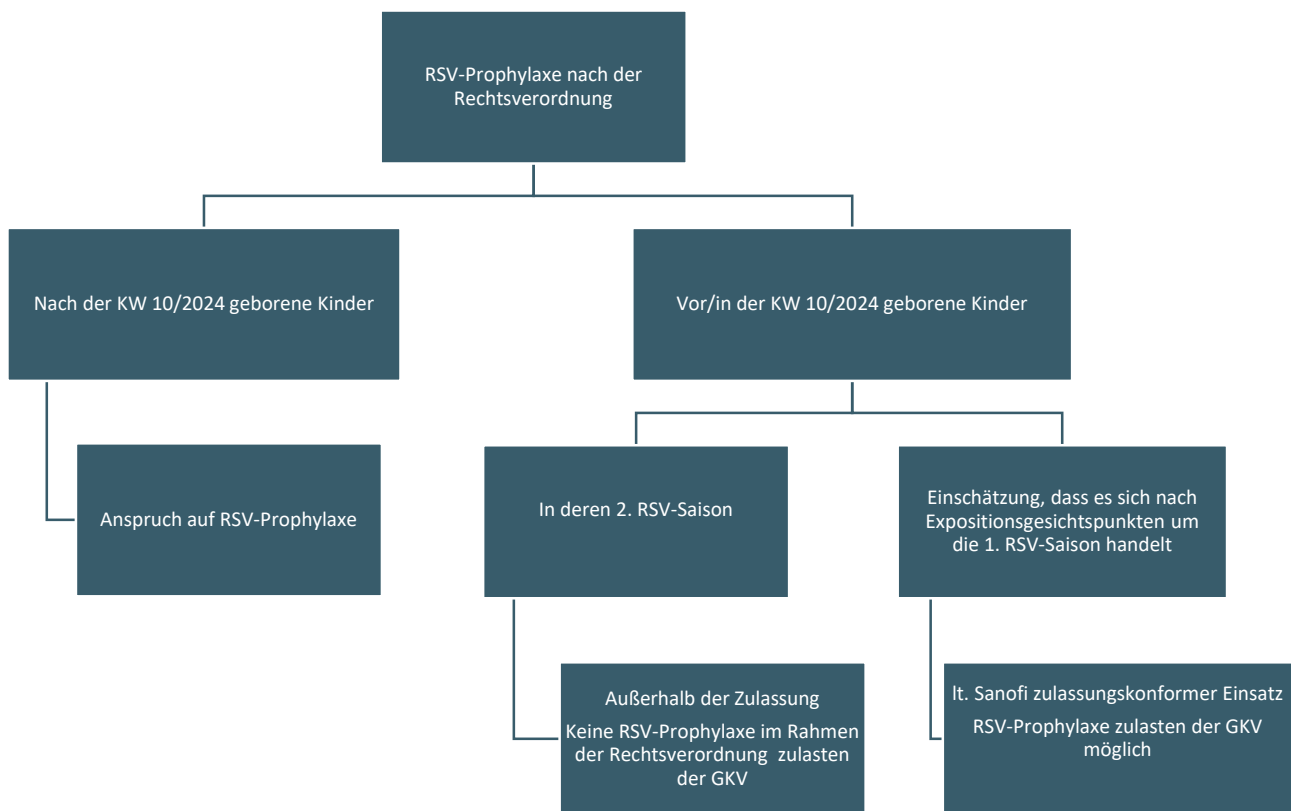 RSV-Prophylaxe nach der
Rechtsverordnung
Nach der KW 10/2024 geborene Kinder
Vor/in der KW 10/2024 geborene Kinder
Anspruch auf RSV-Prophylaxe
In deren 2. RSV-Saison
Einschätzung, dass es sich nach
Expositionsgesichtspunkten um
die 1. RSV-Saison handelt
Außerhalb der Zulassung
Keine RSV-Prophylaxe im Rahmen
der Rechtsverordnung zulasten
der GKV
lt. Sanofi zulassungskonformer Einsatz
RSV-Prophylaxe zulasten der GKV
möglich